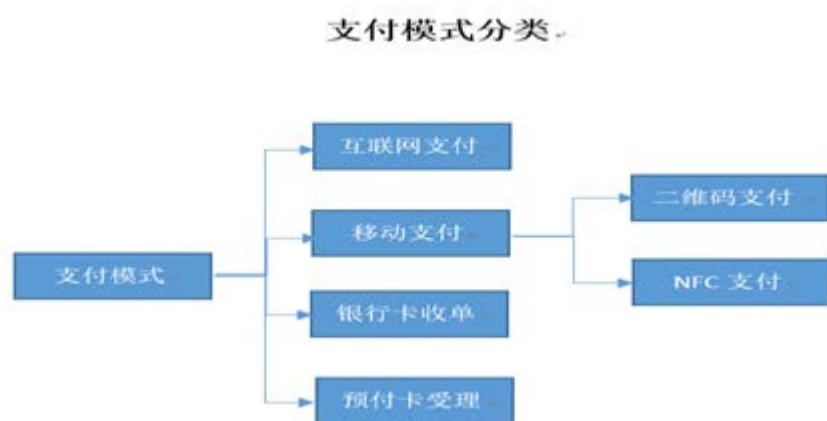 支付模式分类
互联网支付
二维码支付
移动支付
支付模式
NFC 支付
银行卡收单
预付卡受理